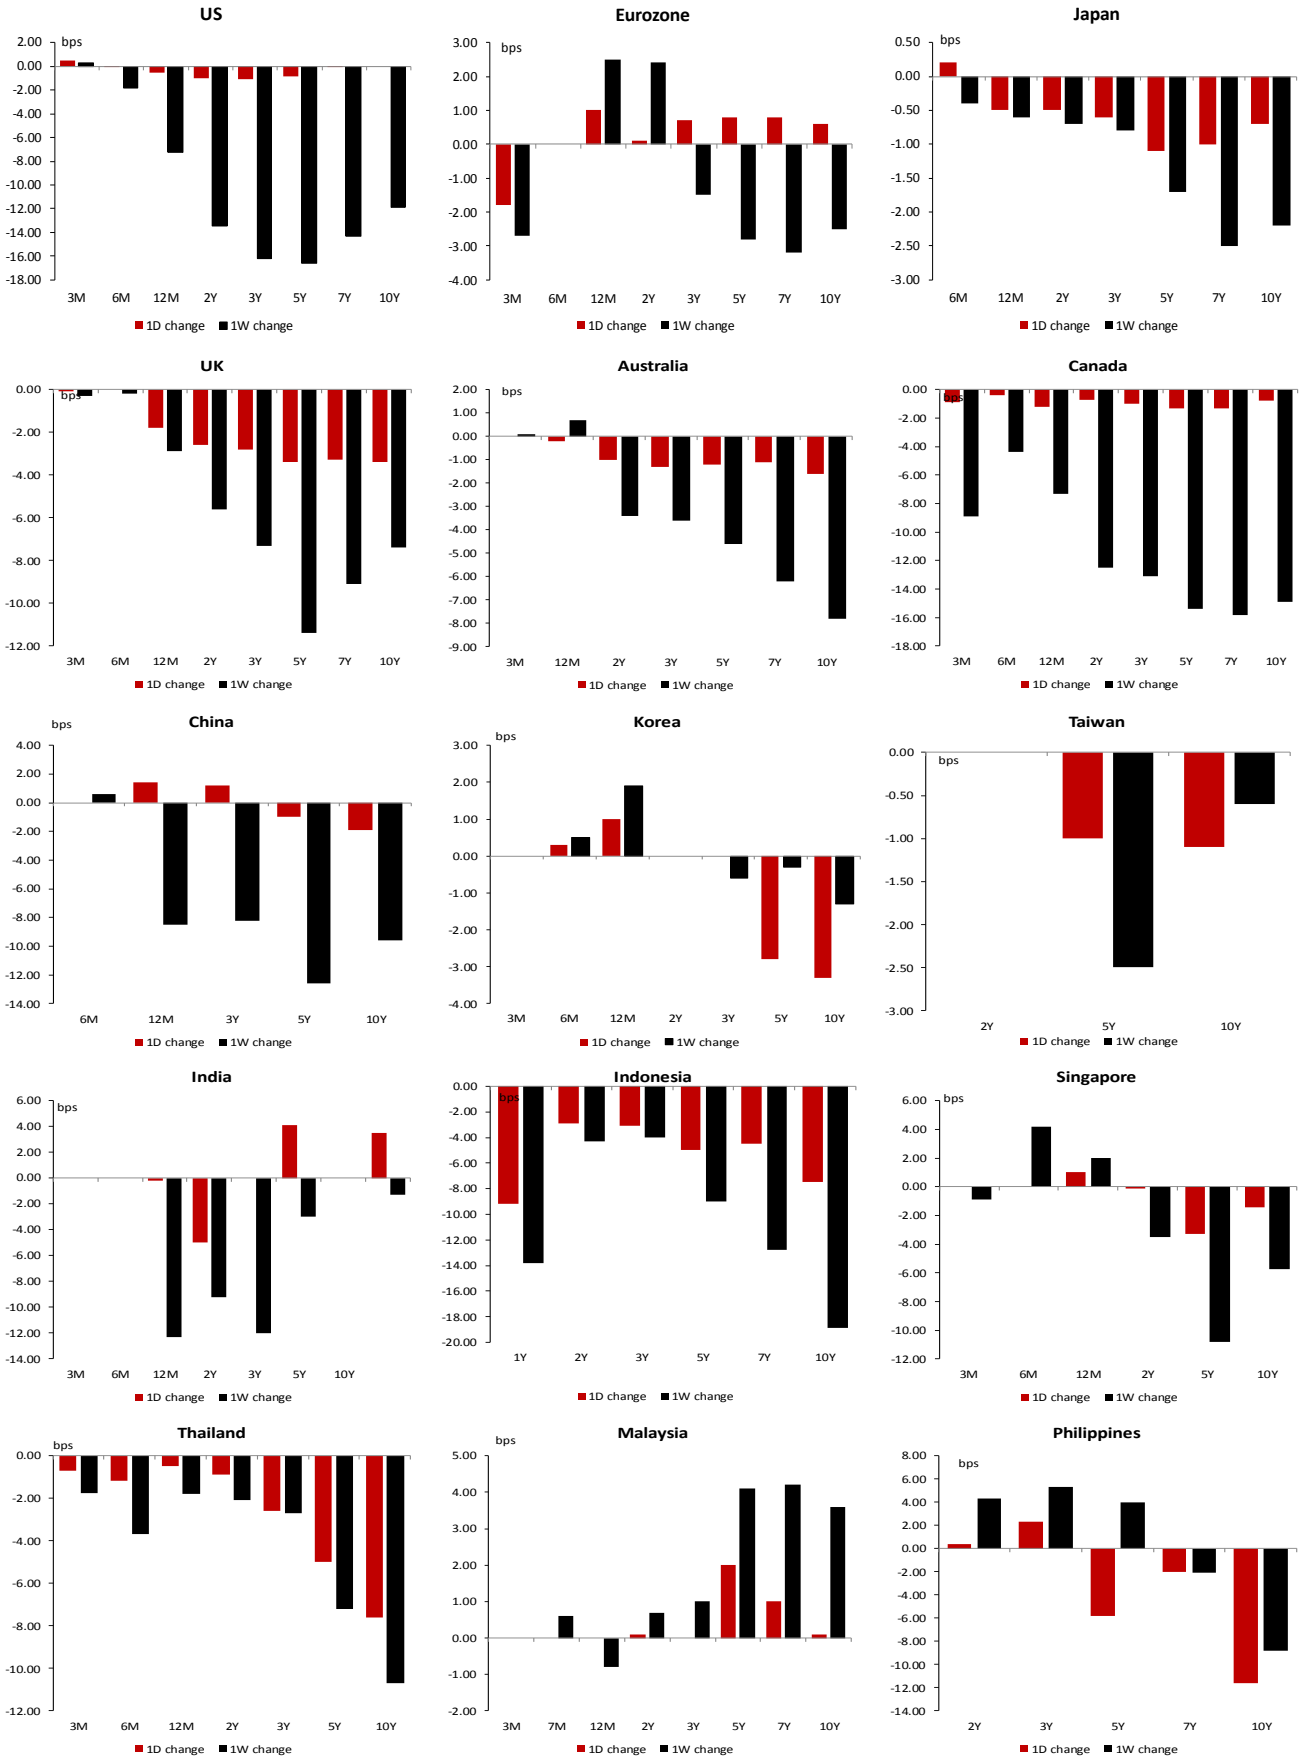 US
bps
2.00
0.00
-2.00
-4.00
-6.00
-8.00
-10.00
-12.00
-14.00
-16.00
-18.00
3M 6M 12M 2Y 3Y 5Y 7Y 10Y
1D change 1W change
Eurozone
bps
3.00
2.00
1.00
0.00
-1.00
-2.00
-3.00
-4.00
3M 6M 12M 2Y 3Y 5Y 7Y 10Y
1D change 1W change
Japan
bps
0.50
0.00
-0.50
-1.00
-1.50
-2.00
-2.50
-3.00
6M 12M 2Y 3Y 5Y 7Y 10Y
1D change 1W change
UK
bps
0.00
-2.00
-4.00
-6.00
-8.00
-10.00
-12.00
3M 6M 12M 2Y 3Y 5Y 7Y 10Y
1D change 1W change
Australia
bps
2.00
1.00
0.00
-1.00
-2.00
-3.00
-4.00
-5.00
-6.00
-7.00
-8.00
-9.00
3M 12M 2Y 3Y 5Y 7Y 10Y
1D change 1W change
Canada
bps
0.00
-2.00
-4.00
-6.00
-8.00
-10.00
-12.00
-14.00
-16.00
-18.00
3M 6M 12M 2Y 3Y 5Y 7Y 10Y
1D change 1W change
China
bps
4.00
2.00
0.00
-2.00
-4.00
-6.00
-8.00
-10.00
-12.00
-14.00
6M 12M 3Y 5Y 10Y
1D change 1W change
Korea
bps
3.00
2.00
1.00
0.00
-1.00
-2.00
-3.00
-4.00
3M 6M 12M 2Y 3Y 5Y 10Y
1D change 1W change
Taiwan
bps
0.00
-0.50
-1.00
-1.50
-2.00
-2.50
-3.00
2Y 5Y 10Y
1D change 1W change
India
bps
6.00
4.00
2.00
0.00
-2.00
-4.00
-6.00
-8.00
-10.00
-12.00
-14.00
3M 6M 12M 2Y 3Y 5Y 10Y
1D change 1W change
Indonesia
bps
0.00
-2.00
-4.00
-6.00
-8.00
-10.00
-12.00
-14.00
-16.00
-18.00
-20.00
1Y 2Y 3Y 5Y 7Y 10Y
1D change 1W change
Singapore
bps
6.00
4.00
2.00
0.00
-2.00
-4.00
-6.00
-8.00
-10.00
-12.00
3M 6M 12M 2Y 5Y 10Y
1D change 1W change
Thailand
bps
0.00
-2.00
-4.00
-6.00
-8.00
-10.00
-12.00
3M 6M 12M 2Y 3Y 5Y 10Y
1D change 1W change
Malaysia
bps
5.00
4.00
3.00
2.00
1.00
0.00
-1.00
-2.00
3M 7M 12M 2Y 3Y 5Y 7Y 10Y
1D change 1W change
Philippines
bps
8.00
6.00
4.00
2.00
0.00
-2.00
-4.00
-6.00
-8.00
-10.00
-12.00
-14.00
2Y 3Y 5Y 7Y 10Y
1D change 1W change